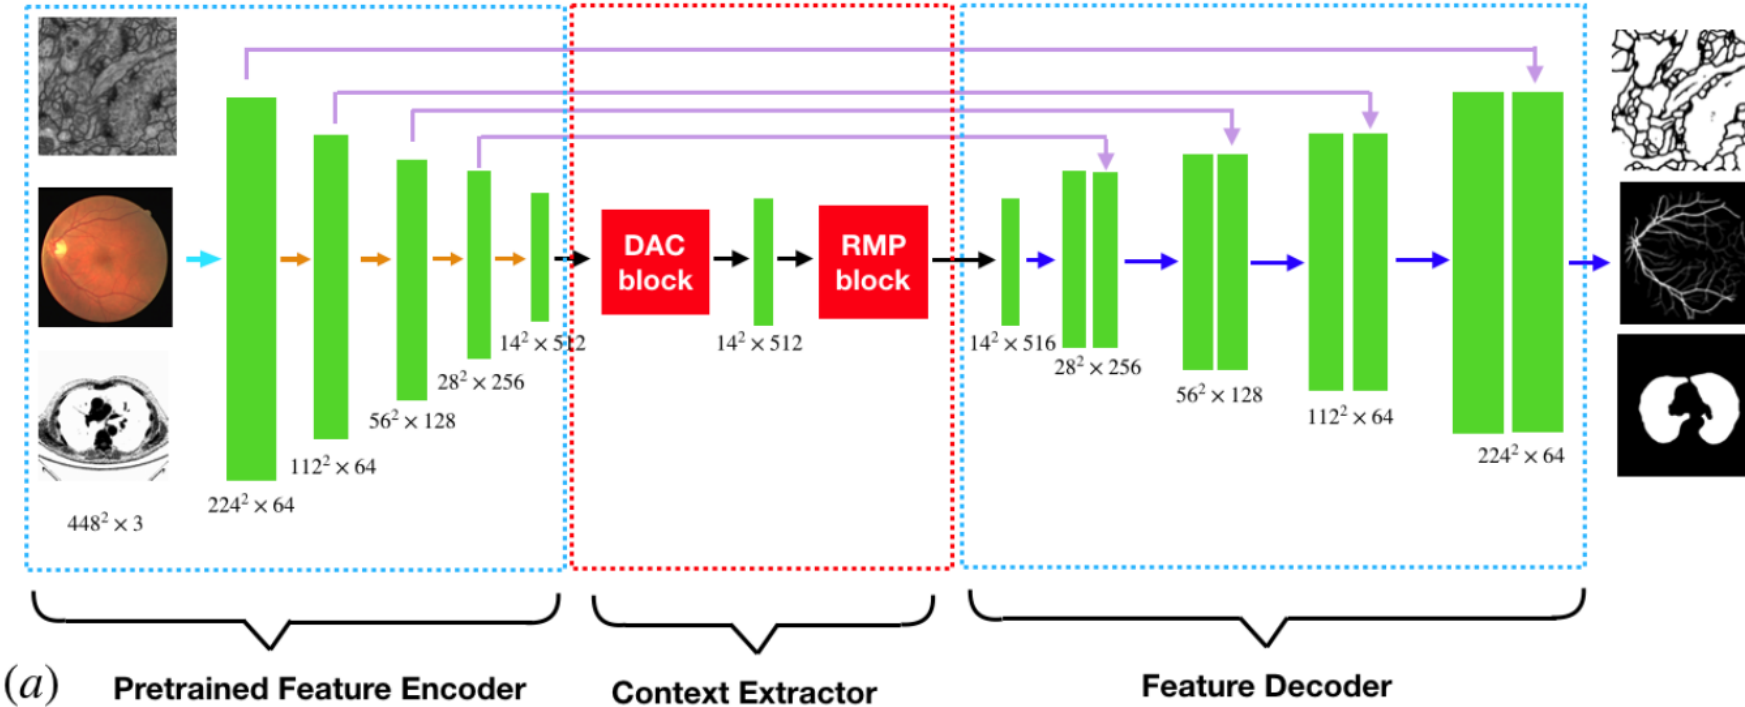 448² × 3
224² × 64
112² × 64
56² × 128
28² × 256
14² × 512
DAC
block
14² × 512
RMP
block
14² × 516
28² × 256
56² × 128
112² × 64
224² × 64
(a)
Pretrained Feature Encoder
Context Extractor
Feature Decoder